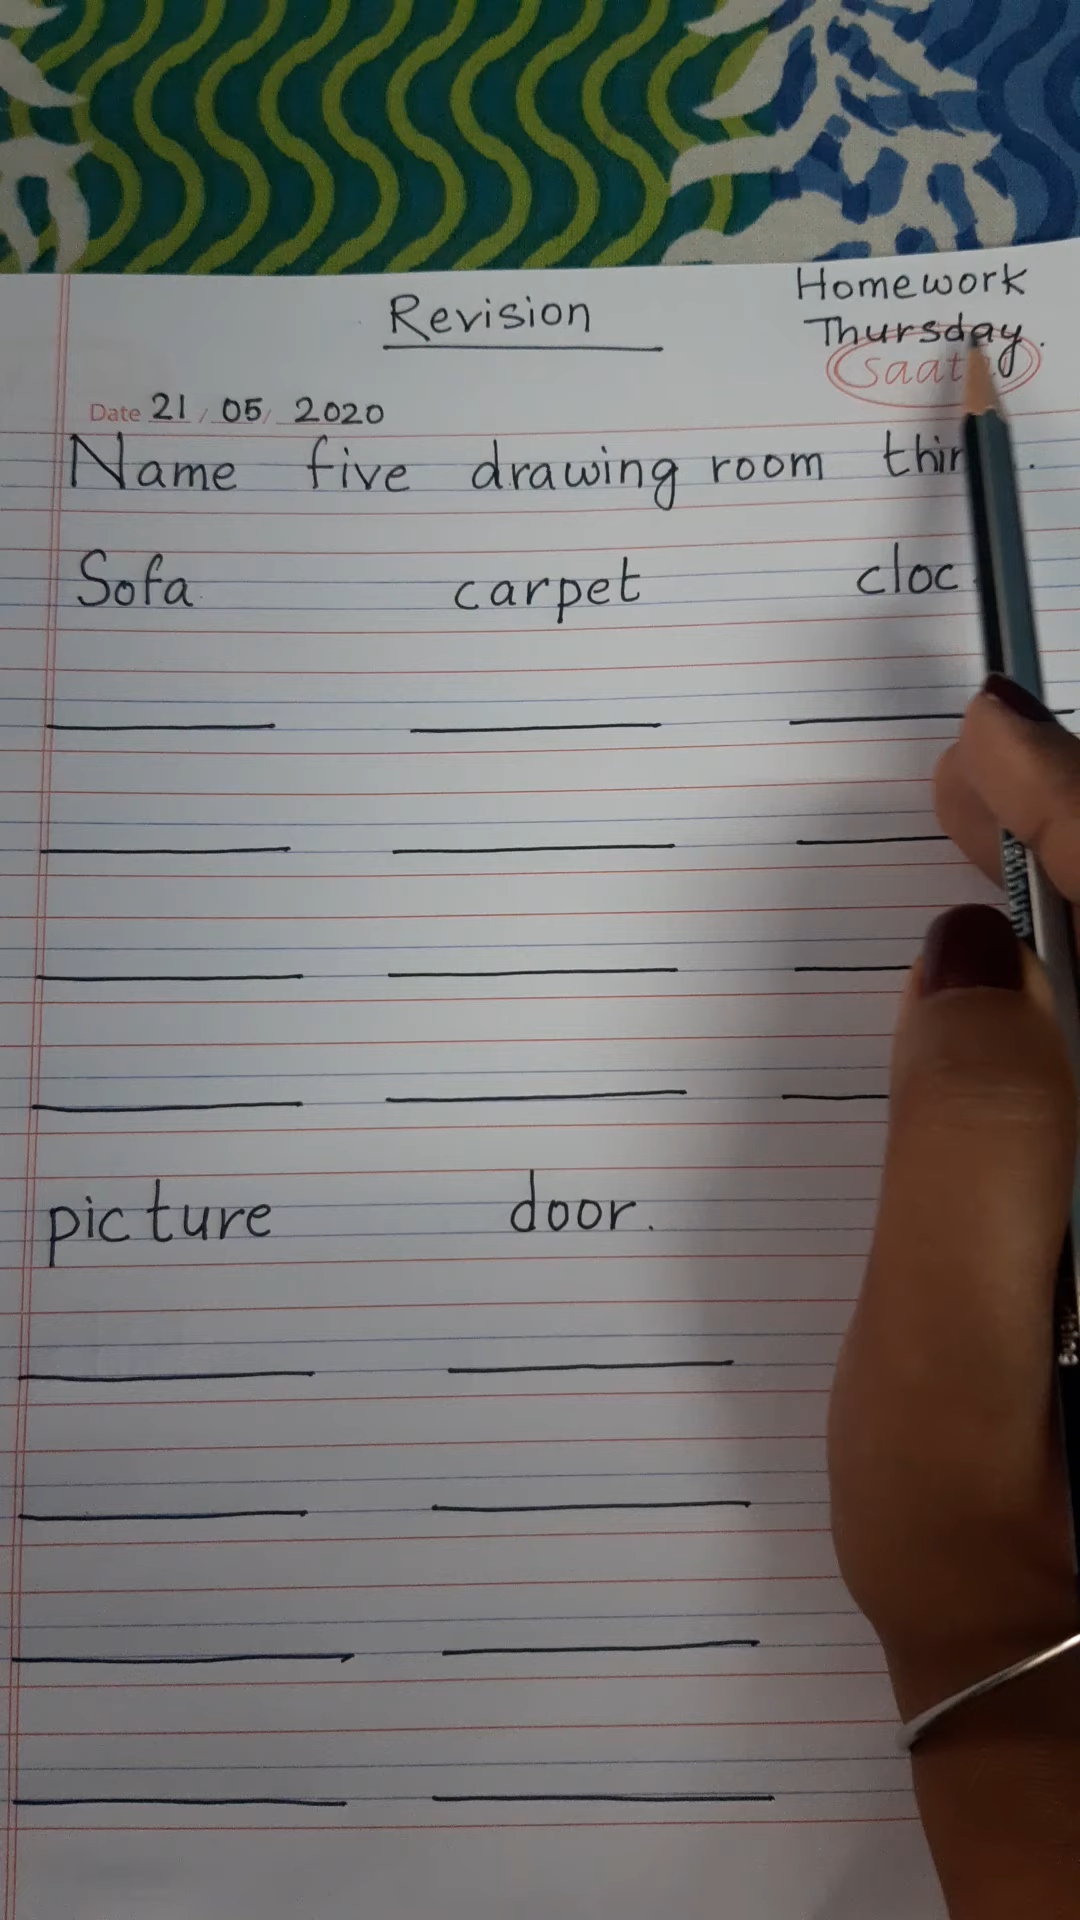 Homework
Revision
Thursday.
Date 21/05/2020
Name five drawing room
Sofa carpet
picture door.